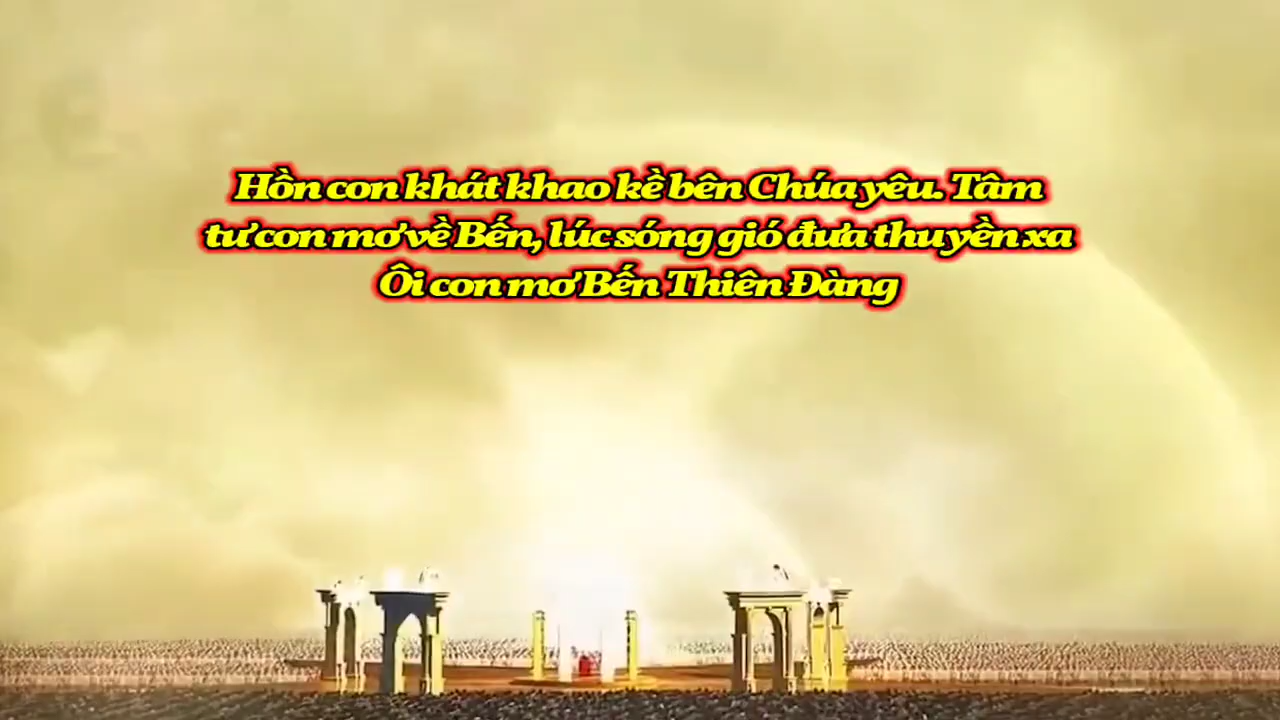 Hồn con khát khao kề bên Chúa yêu. Tâm
tư con mơ về Bến, lúc sóng gió đưa thuyền xa
Ôi con mơ Bến Thiên Đàng